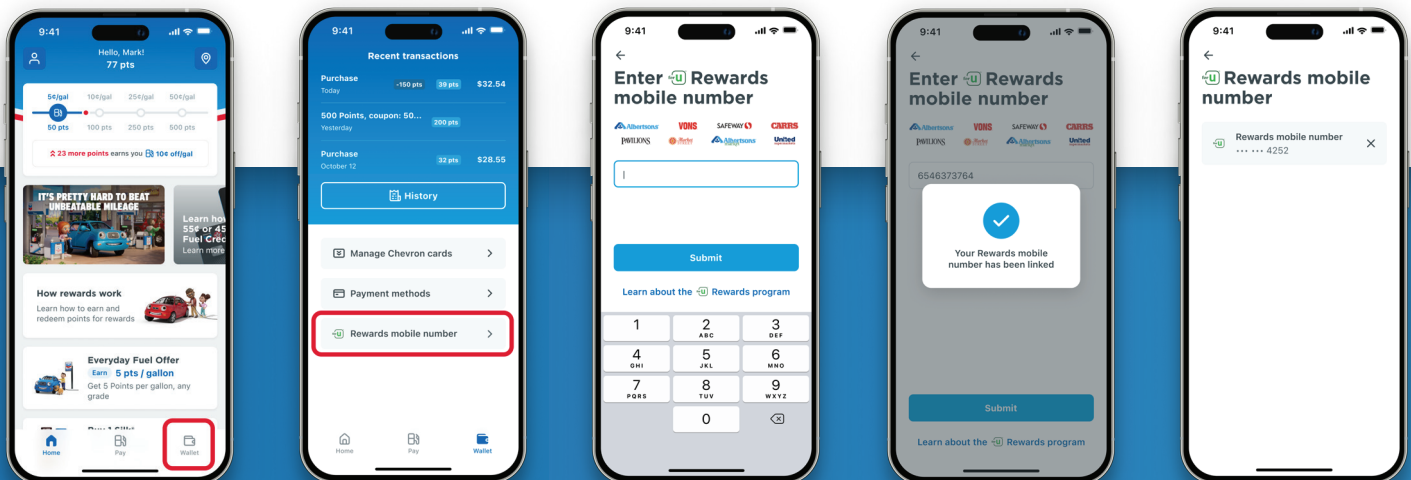 9:41
Hello, Mark!
77 pts
5¢/gal 10¢/gal 25¢/gal 50¢/gal
50 pts 100 pts 250 pts 500 pts
23 more points earns you 10¢ off/gal
IT'S PRETTY HARD TO BEAT
UNBEATABLE MILEAGE
Learn how
55¢ or 45
Fuel Cred
Learn more
How rewards work
Learn how to earn and
redeem points for rewards
Everyday Fuel Offer
Earn 5 pts / gallon
Get 5 Points per gallon, any
grade
Home Pay Wallet
9:41
Recent transactions
Purchase
Today
-150 pts 39 pts $32.54
500 Points, coupon: 50...
Yesterday
200 pts
Purchase
October 12
32 pts $28.55
History
Manage Chevron cards
Payment methods
u Rewards mobile number
Home Pay Wallet
9:41
Enter u Rewards
mobile number
Albertsons VONS SAFEWAY CARRS
PAVILIONS Albertsons United
Submit
Learn about the u Rewards program
1 2 3
ABC DEF
4 5 6
GHI JKL MNO
7 8 9
PQRS TUV WXYZ
0
9:41
Enter u Rewards
mobile number
Albertsons VONS SAFEWAY CARRS
PAVILIONS Albertsons United
6546373764
Your Rewards mobile
number has been linked
Submit
Learn about the u Rewards program
9:41
u Rewards mobile
number
u Rewards mobile number
... ... 4252